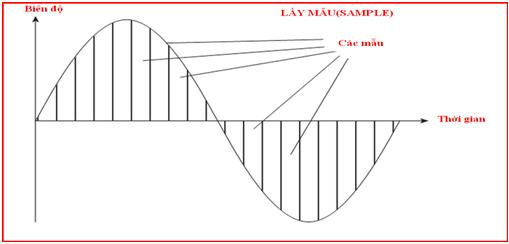 Biên độ
LẤY MẪU(SAMPLE)
Các mẫu
Thời gian